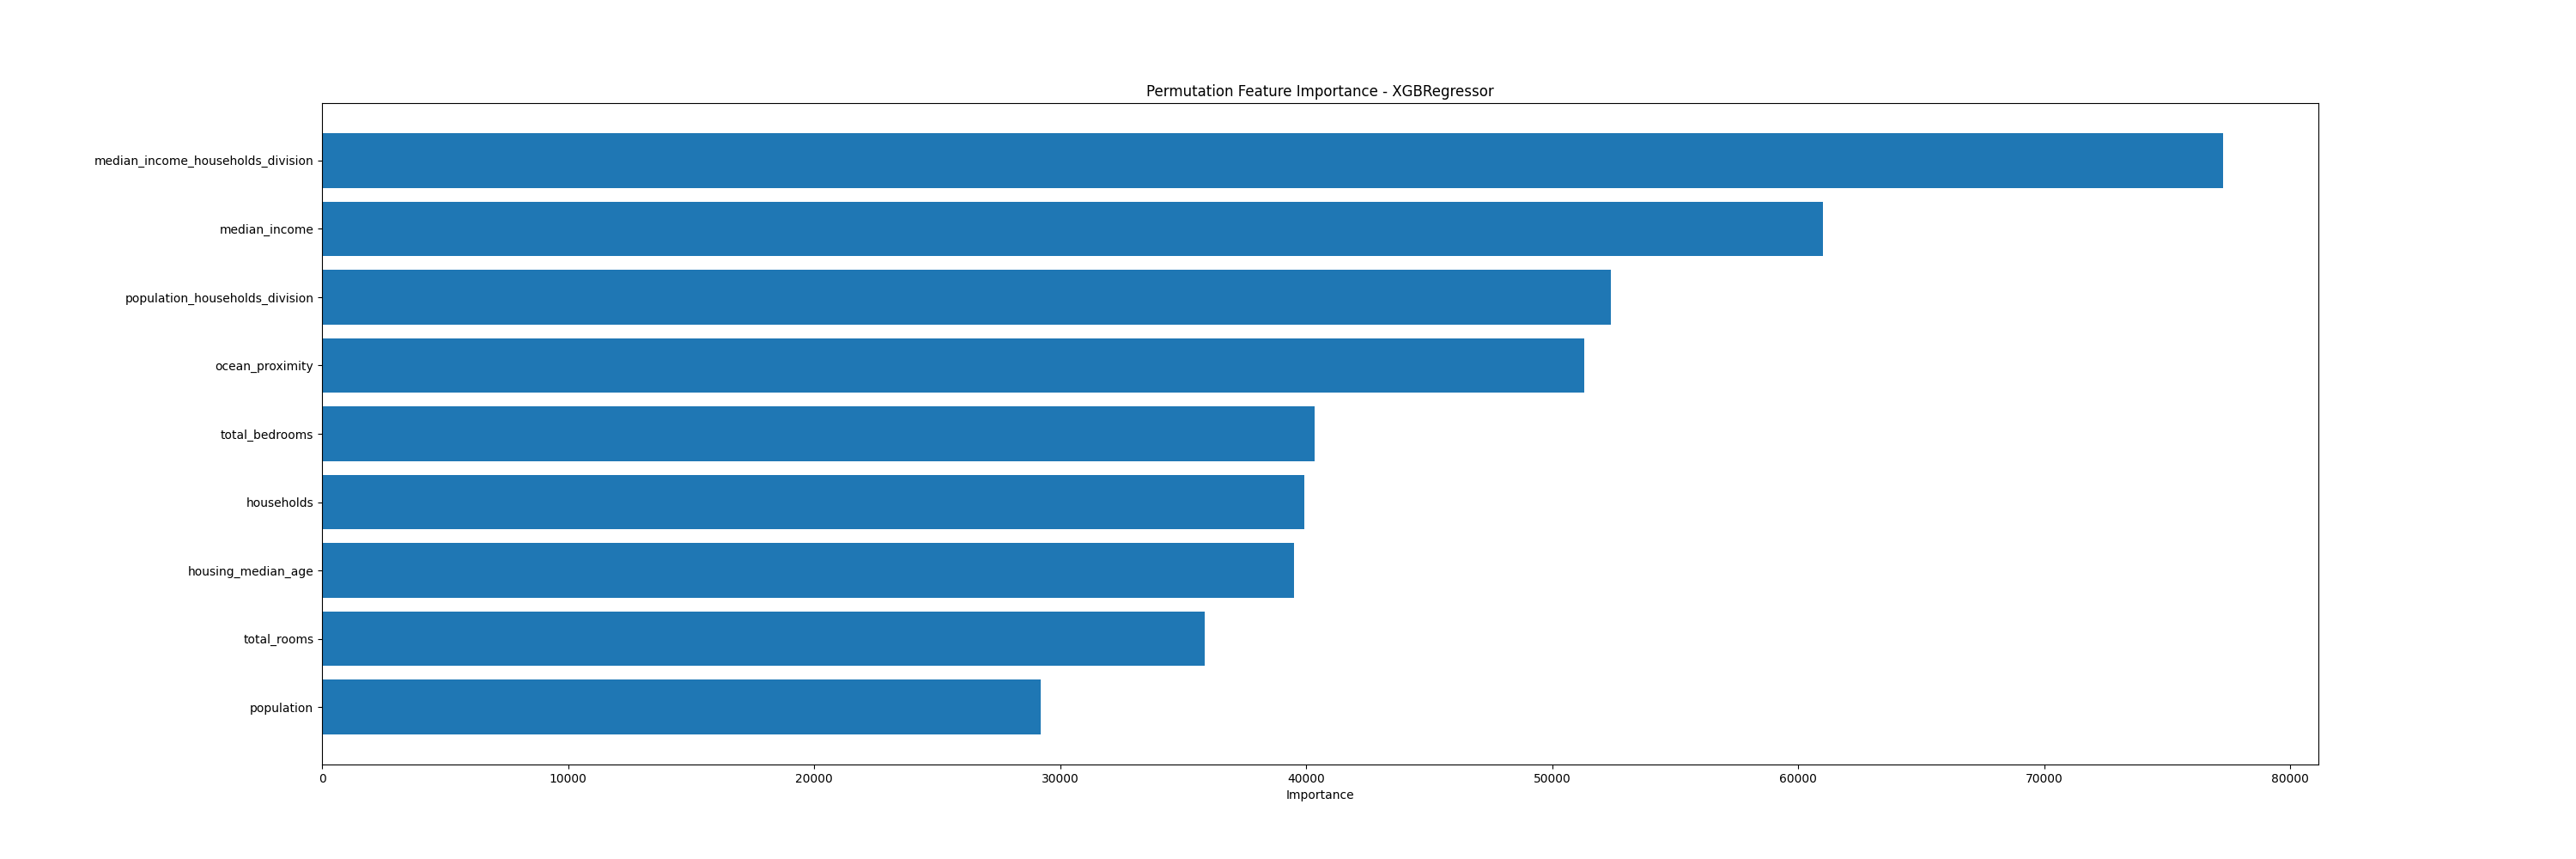 Permutation Feature Importance - XGBRegressor
median_income_households_division
median_income
population_households_division
ocean_proximity
total_bedrooms
households
housing_median_age
total_rooms
population
0 10000 20000 30000 40000 50000 60000 70000 80000
Importance